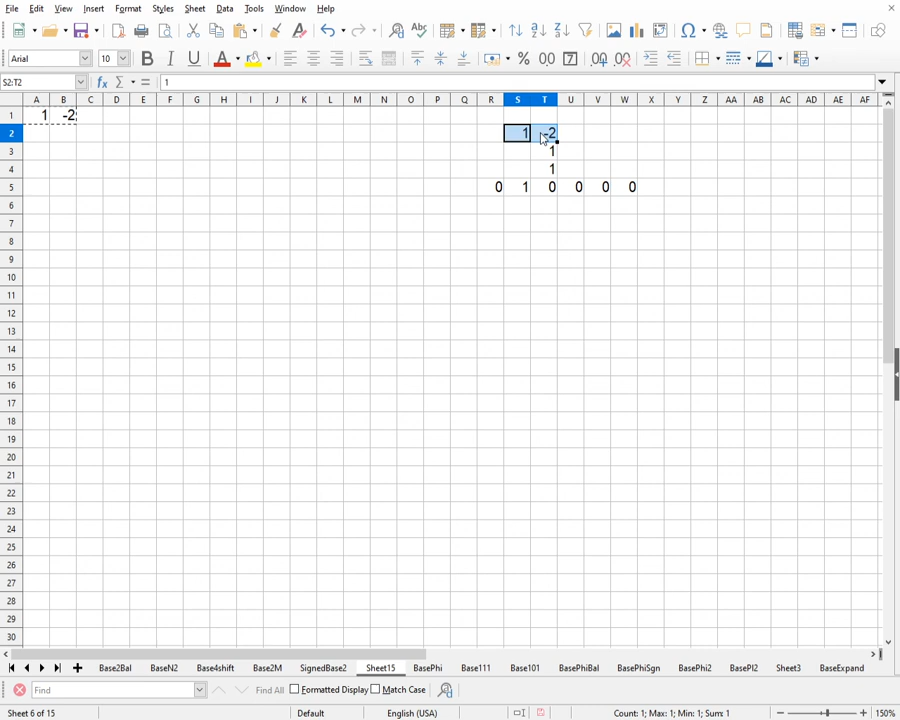 File Edit View Insert Format Styles Sheet Data Tools Window Help
Arial 10
S2:T2 1
A B C D E F G H I J K L M N O P Q R S T U V W X Y Z AA AB AC AD AE AF
1 1 -2
2 1 -2
3 1
4 1
5 0 1 0 0 0 0
6
7
8
9
10
11
12
13
14
15
16
17
18
19
20
21
22
23
24
25
26
27
28
29
30
Base2Bal BaseN2 Base4shift Base2M SignedBase2 Sheet15 BasePhi Base111 Base101 BasePhiBal BasePhiSgn BasePhi2 BasePI2 Sheet3 BaseExpand
Find Find All Formatted Display Match Case
Sheet 6 of 15 Default English (USA) Count: 1; Max: 1; Min: 1; Sum: 1 150%